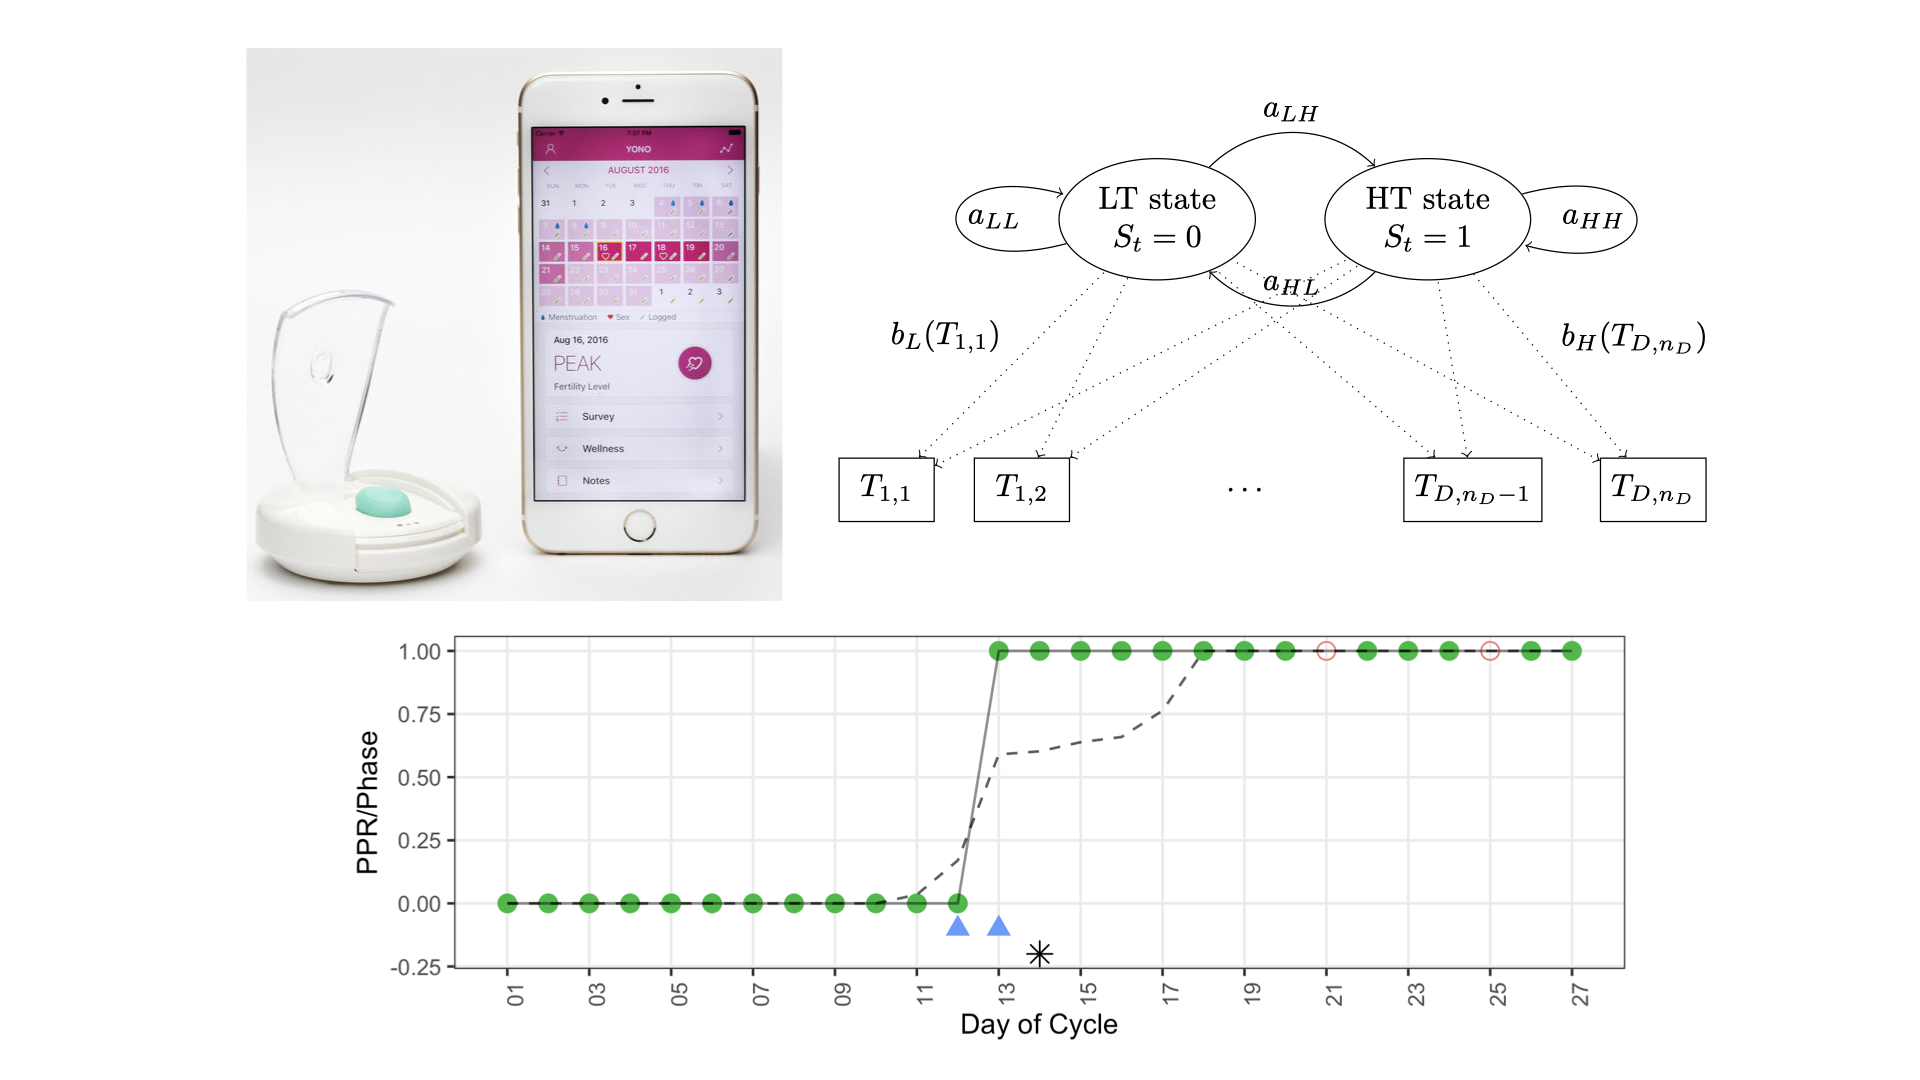 Carrier 7:07 PM
YONO
AUGUST 2016
SUN MON TUE WED THU FRI SAT
31 1 2 3 4 5 6
7 8 9 10 11 12 13
14 15 16 17 18 19 20
21 22 23 24 25 26 27
28 29 30 31 1 2 3
Menstruation Sex Logged
Aug 16, 2016
PEAK
Fertility Level
Survey
Wellness
Notes
a_{LH}
LT state
S_t = 0
HT state
S_t = 1
a_{LL}
a_{HH}
a_{HL}
b_L(T_{1,1})
b_H(T_{D,n_D})
T_{1,1} T_{1,2} ... T_{D,n_D-1} T_{D,n_D}
PPR/Phase
1.00
0.75
0.50
0.25
0.00
-0.25
01 03 05 07 09 11 13 15 17 19 21 23 25 27
Day of Cycle